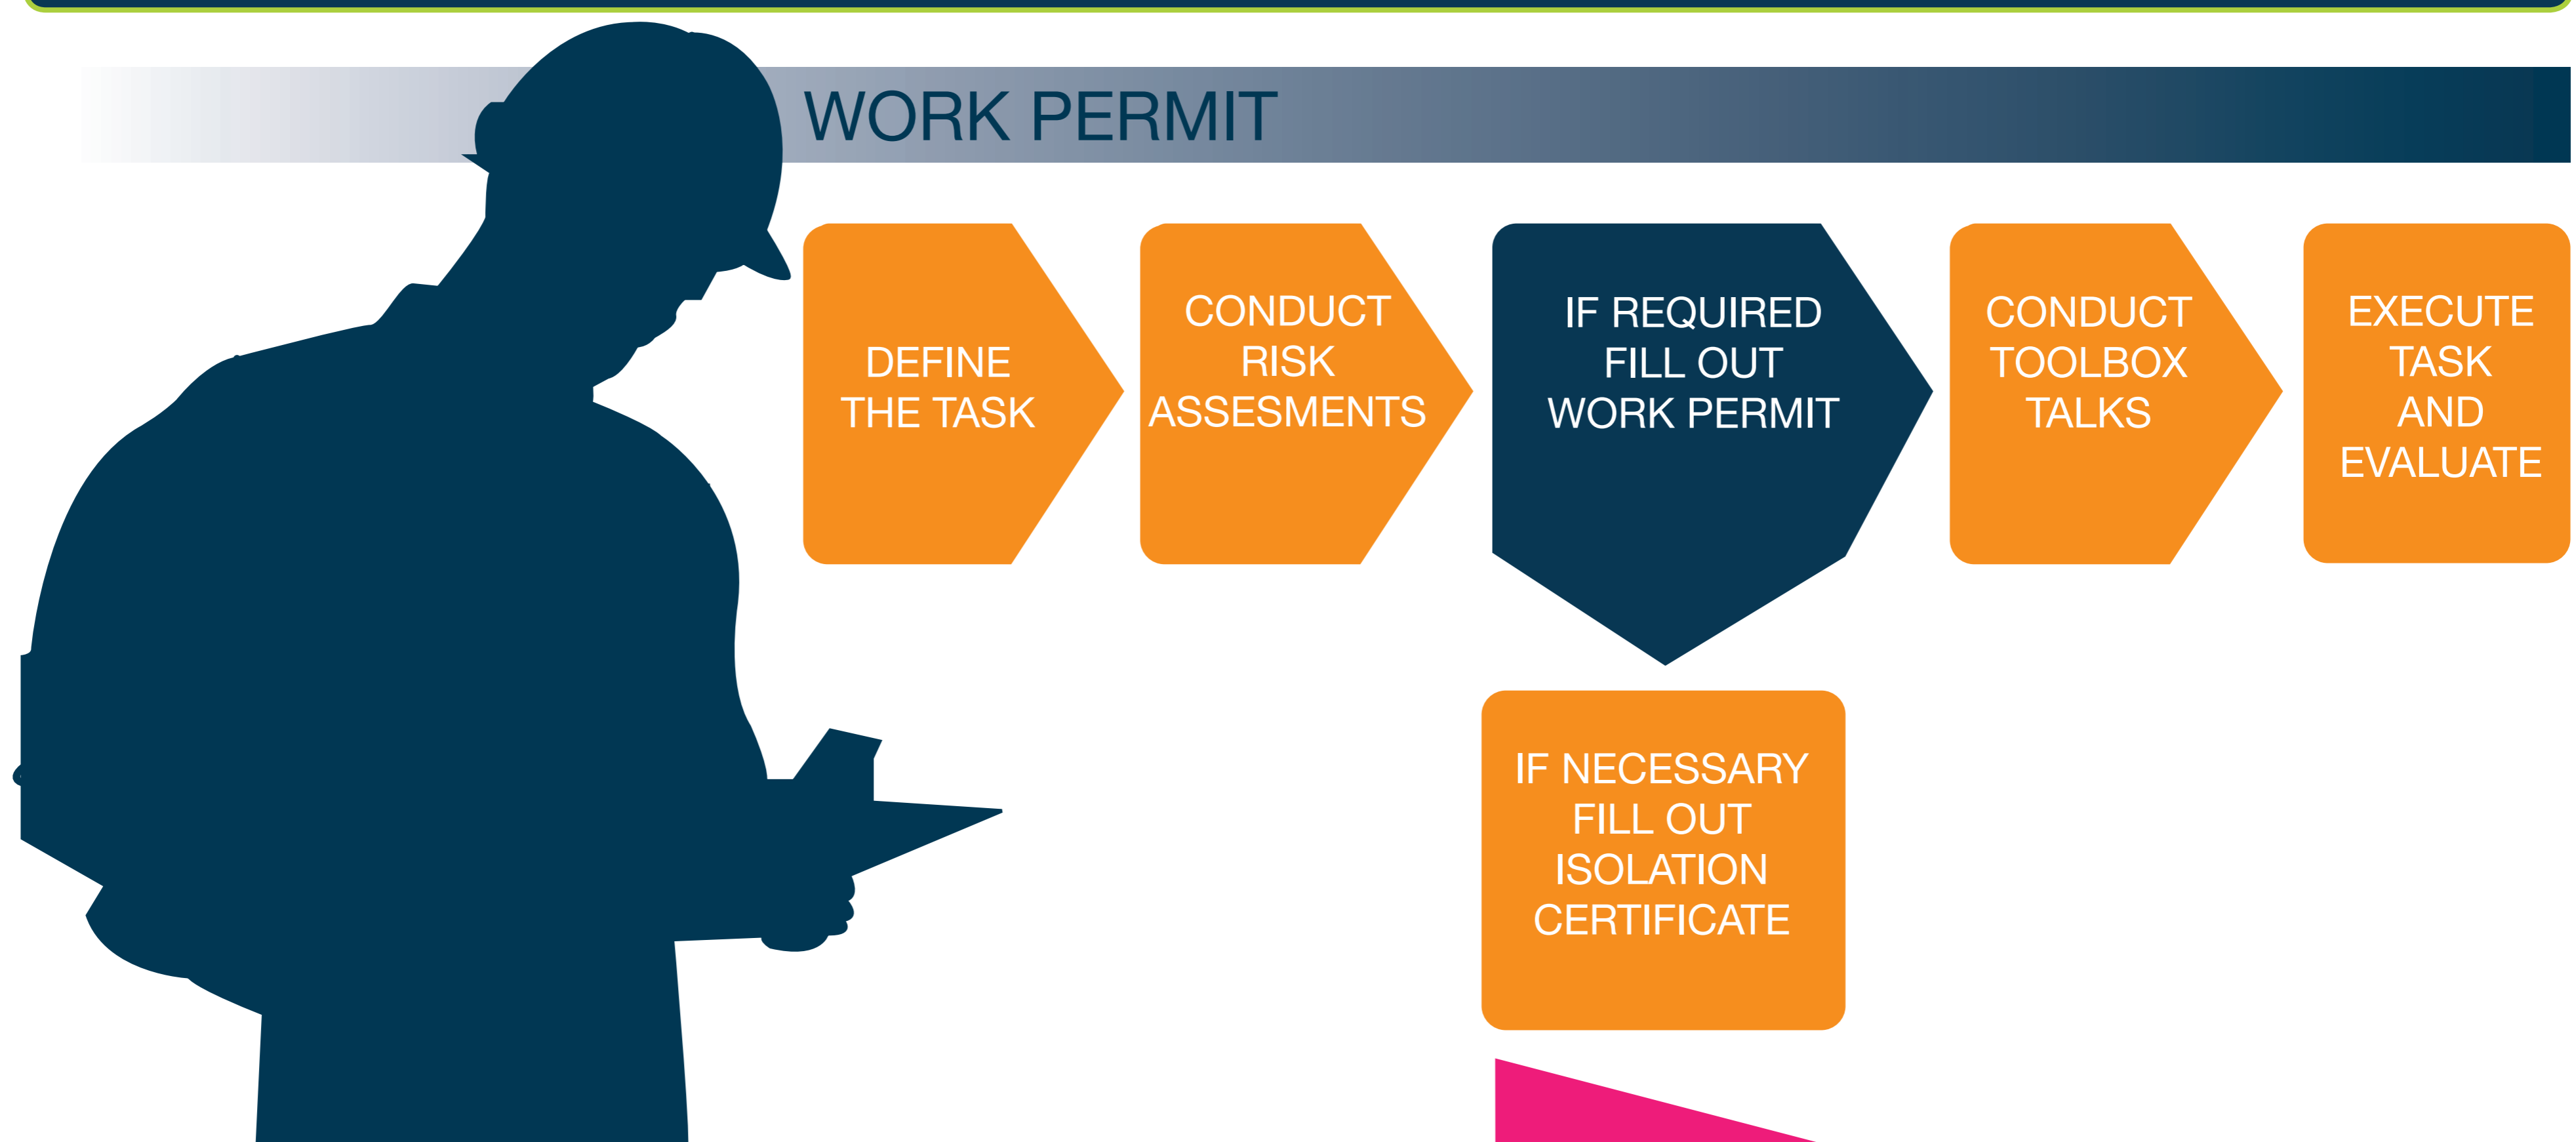 WORK PERMIT
DEFINE
THE TASK
CONDUCT
RISK
ASSESMENTS
IF REQUIRED
FILL OUT
WORK PERMIT
CONDUCT
TOOLBOX
TALKS
EXECUTE
TASK
AND
EVALUATE
IF NECESSARY
FILL OUT
ISOLATION
CERTIFICATE